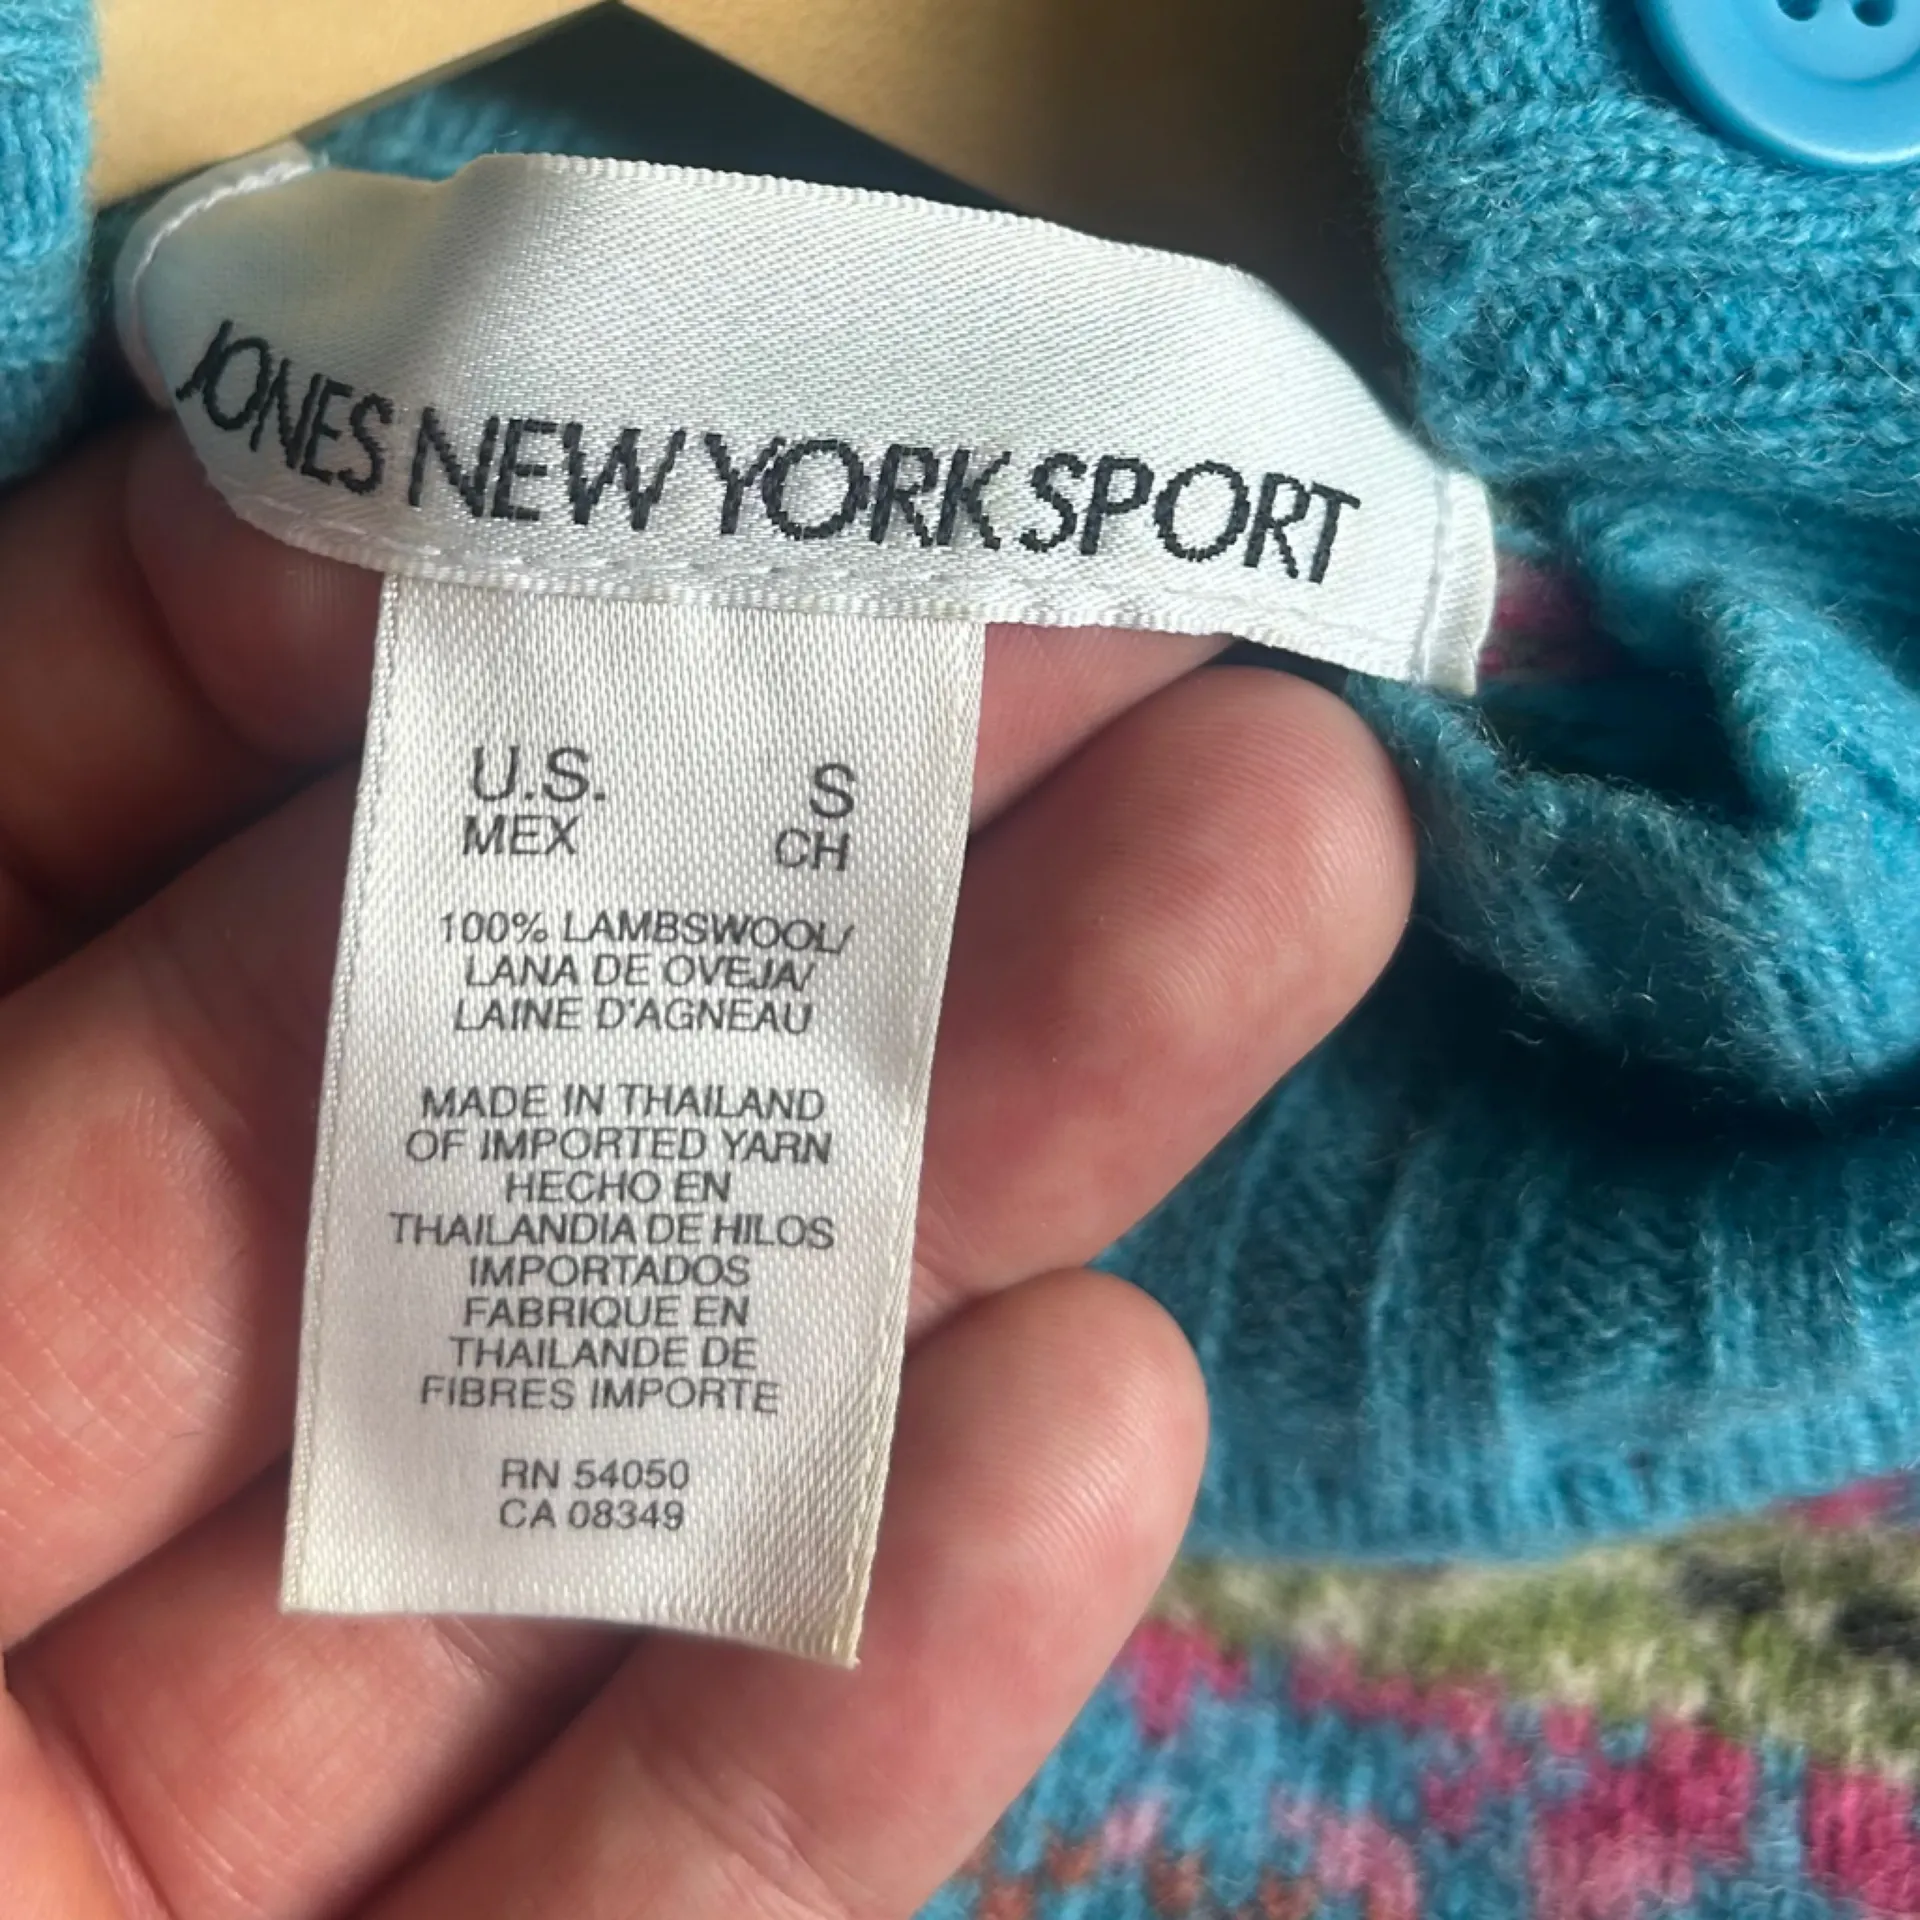 JONES NEW YORK SPORT
U.S. S
MEX CH
100% LAMBSWOOL/
LANA DE OVEJA/
LAINE D'AGNEAU
MADE IN THAILAND
OF IMPORTED YARN
HECHO EN
THAILANDIA DE HILOS
IMPORTADOS
FABRIQUE EN
THAILANDE DE
FIBRES IMPORTE
RN 54050
CA 08349